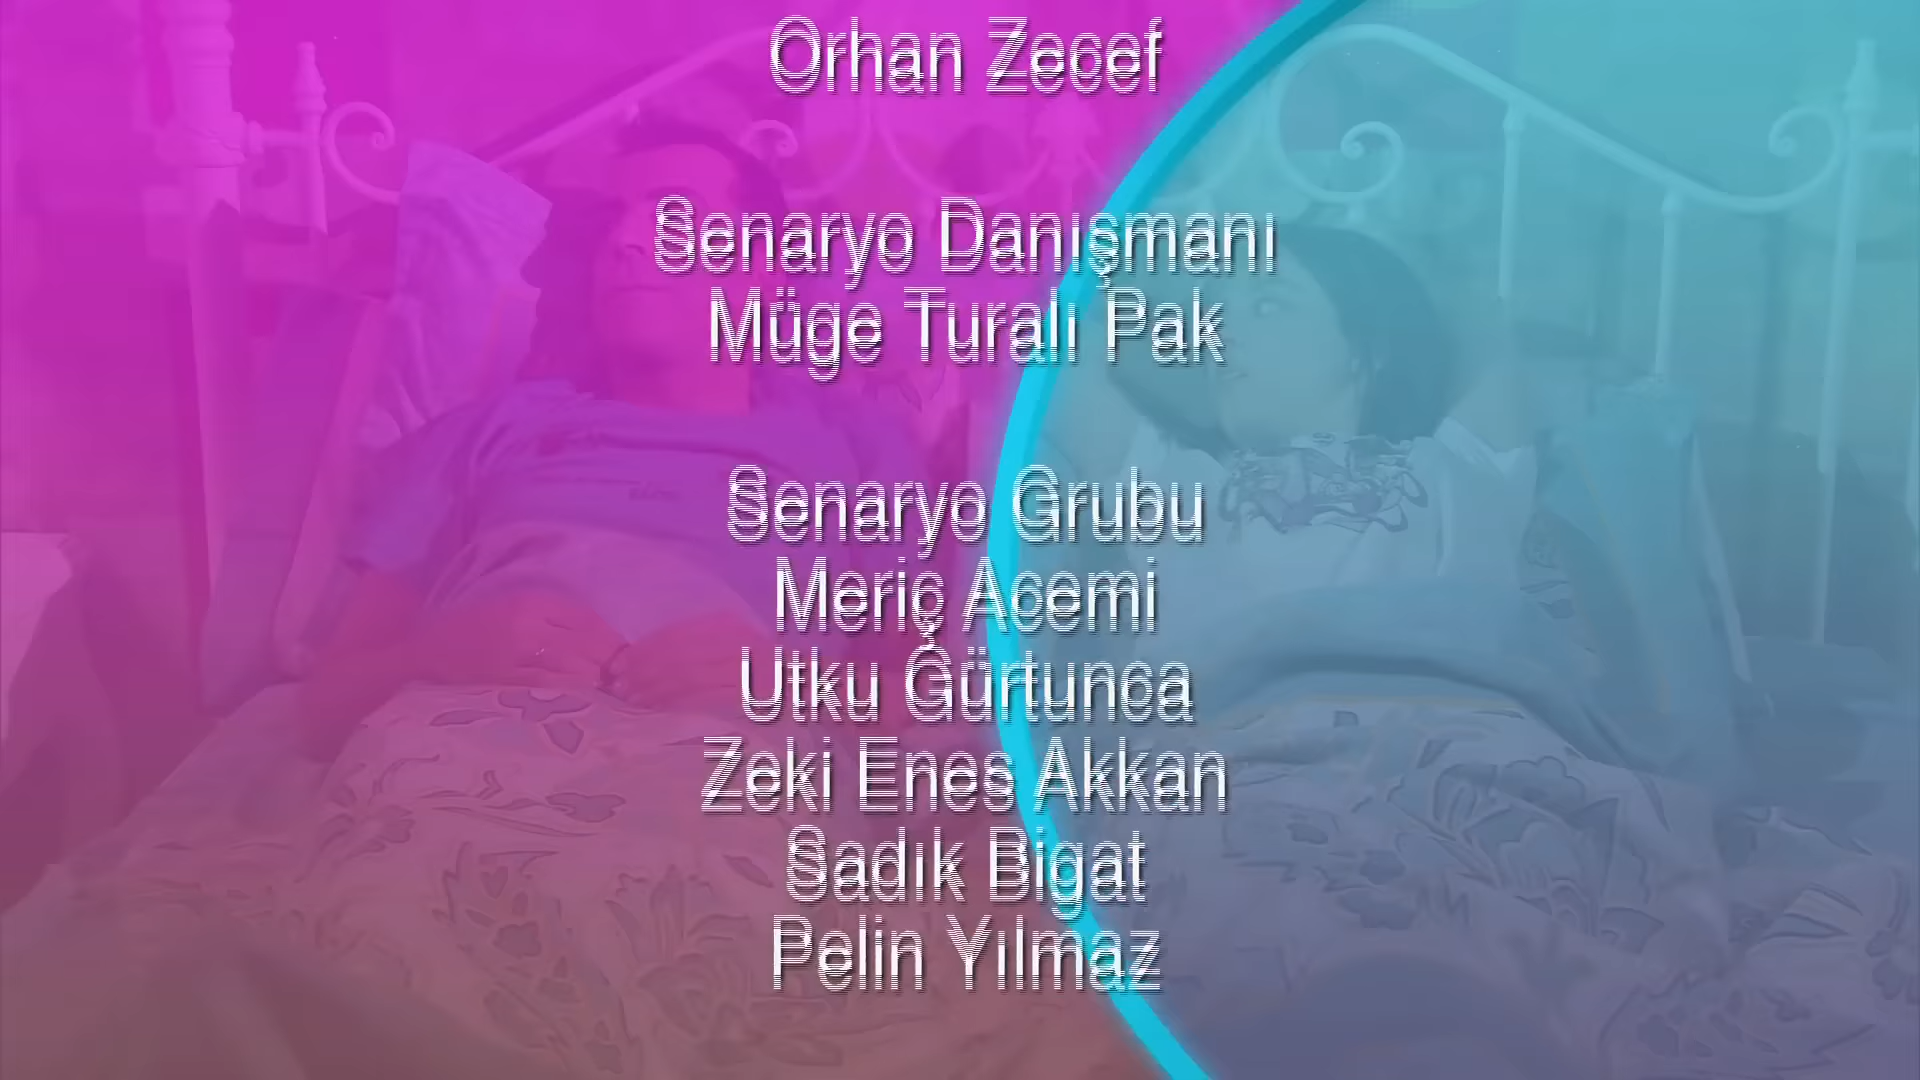 Orhan Zecef
Senaryo Danışmanı
Müge Turalı Pak
Senaryo Grubu
Meriç Acemi
Utku Gürtunca
Zeki Enes Akkan
Sadık Bigat
Pelin Yılmaz